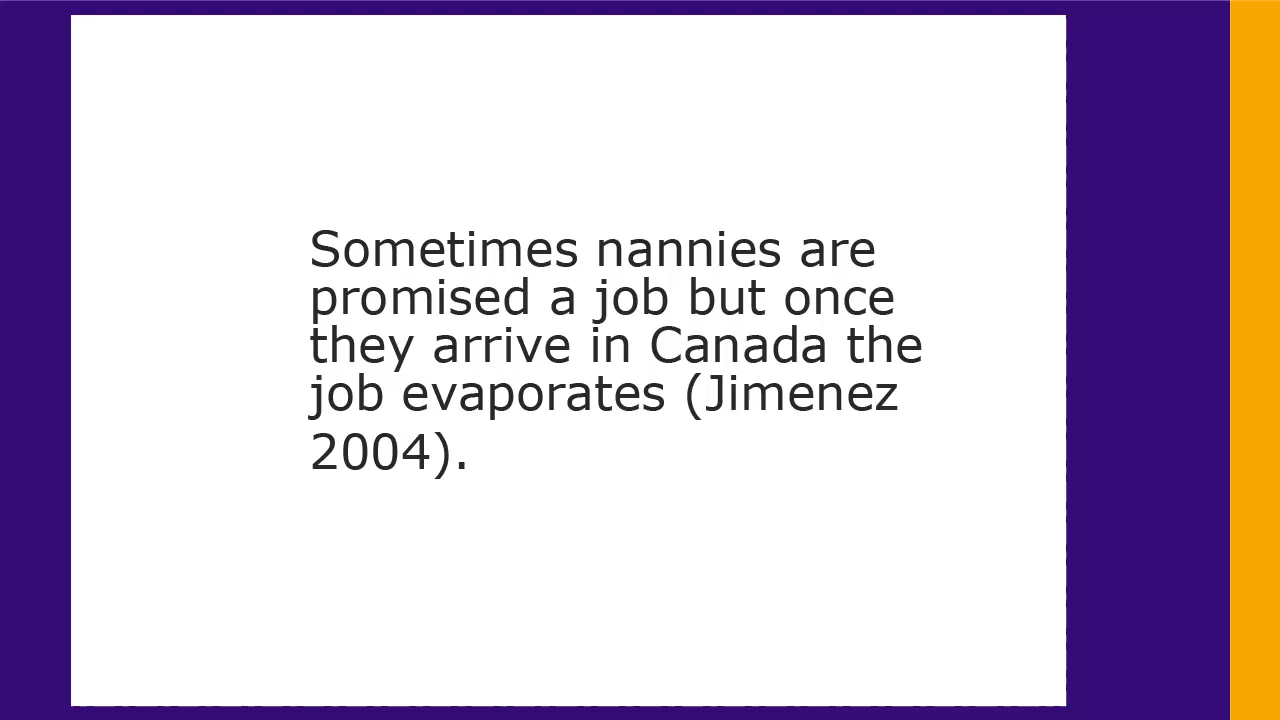 Sometimes nannies are
promised a job but once
they arrive in Canada the
job evaporates (Jimenez
2004).